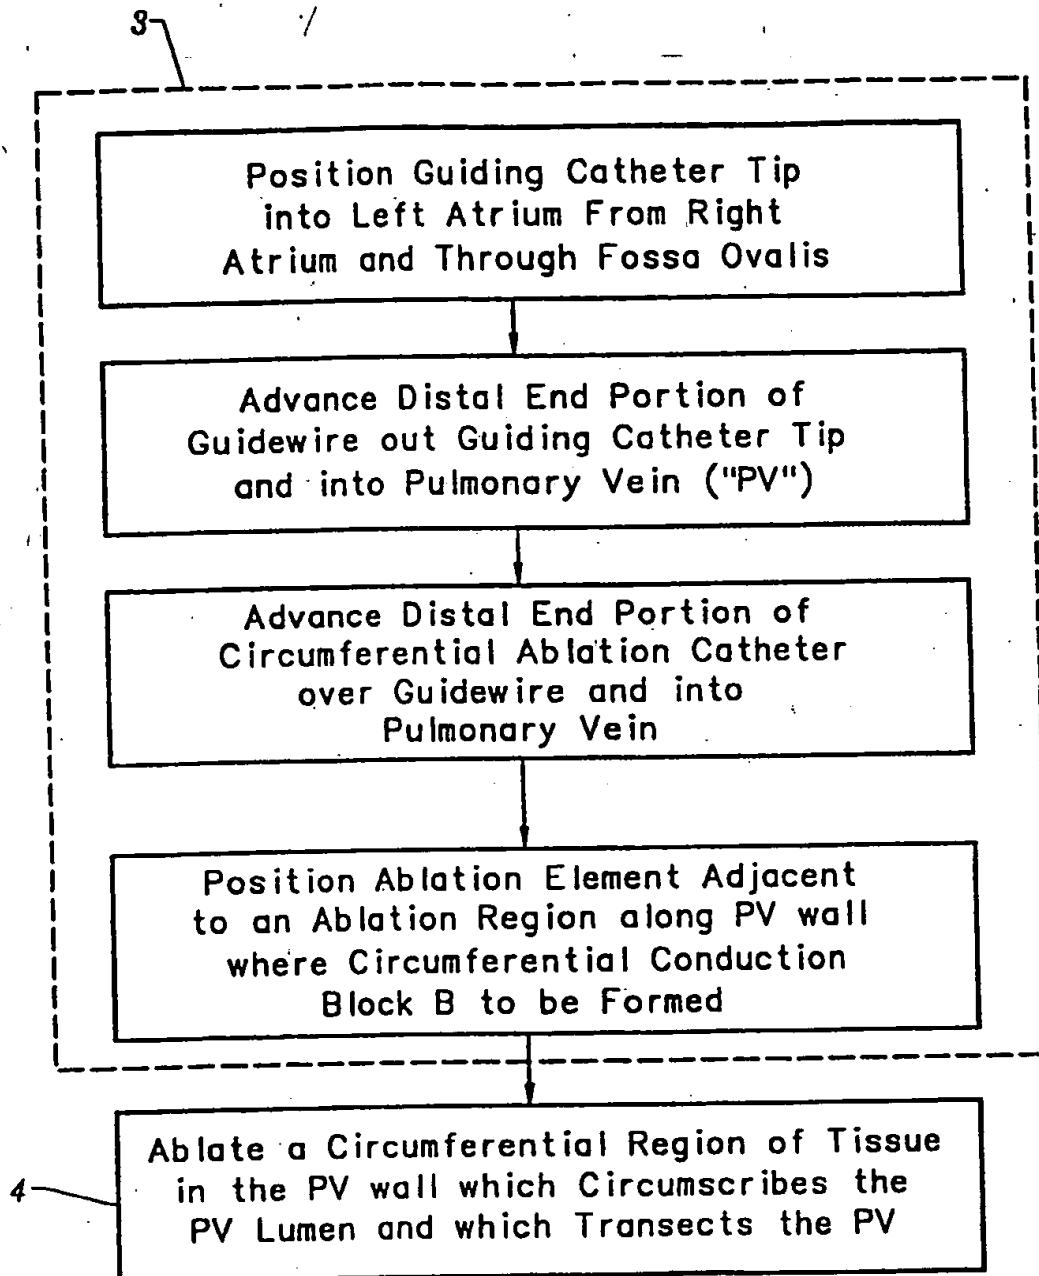 3
Position Guiding Catheter Tip
into Left Atrium From Right
Atrium and Through Fossa Ovalis
Advance Distal End Portion of
Guidewire out Guiding Catheter Tip
and into Pulmonary Vein ("PV")
Advance Distal End Portion of
Circumferential Ablation Catheter
over Guidewire and into
Pulmonary Vein
Position Ablation Element Adjacent
to an Ablation Region along PV wall
where Circumferential Conduction
Block B to be Formed
4
Ablate a Circumferential Region of Tissue
in the PV wall which Circumscribes the
PV Lumen and which Transects the PV